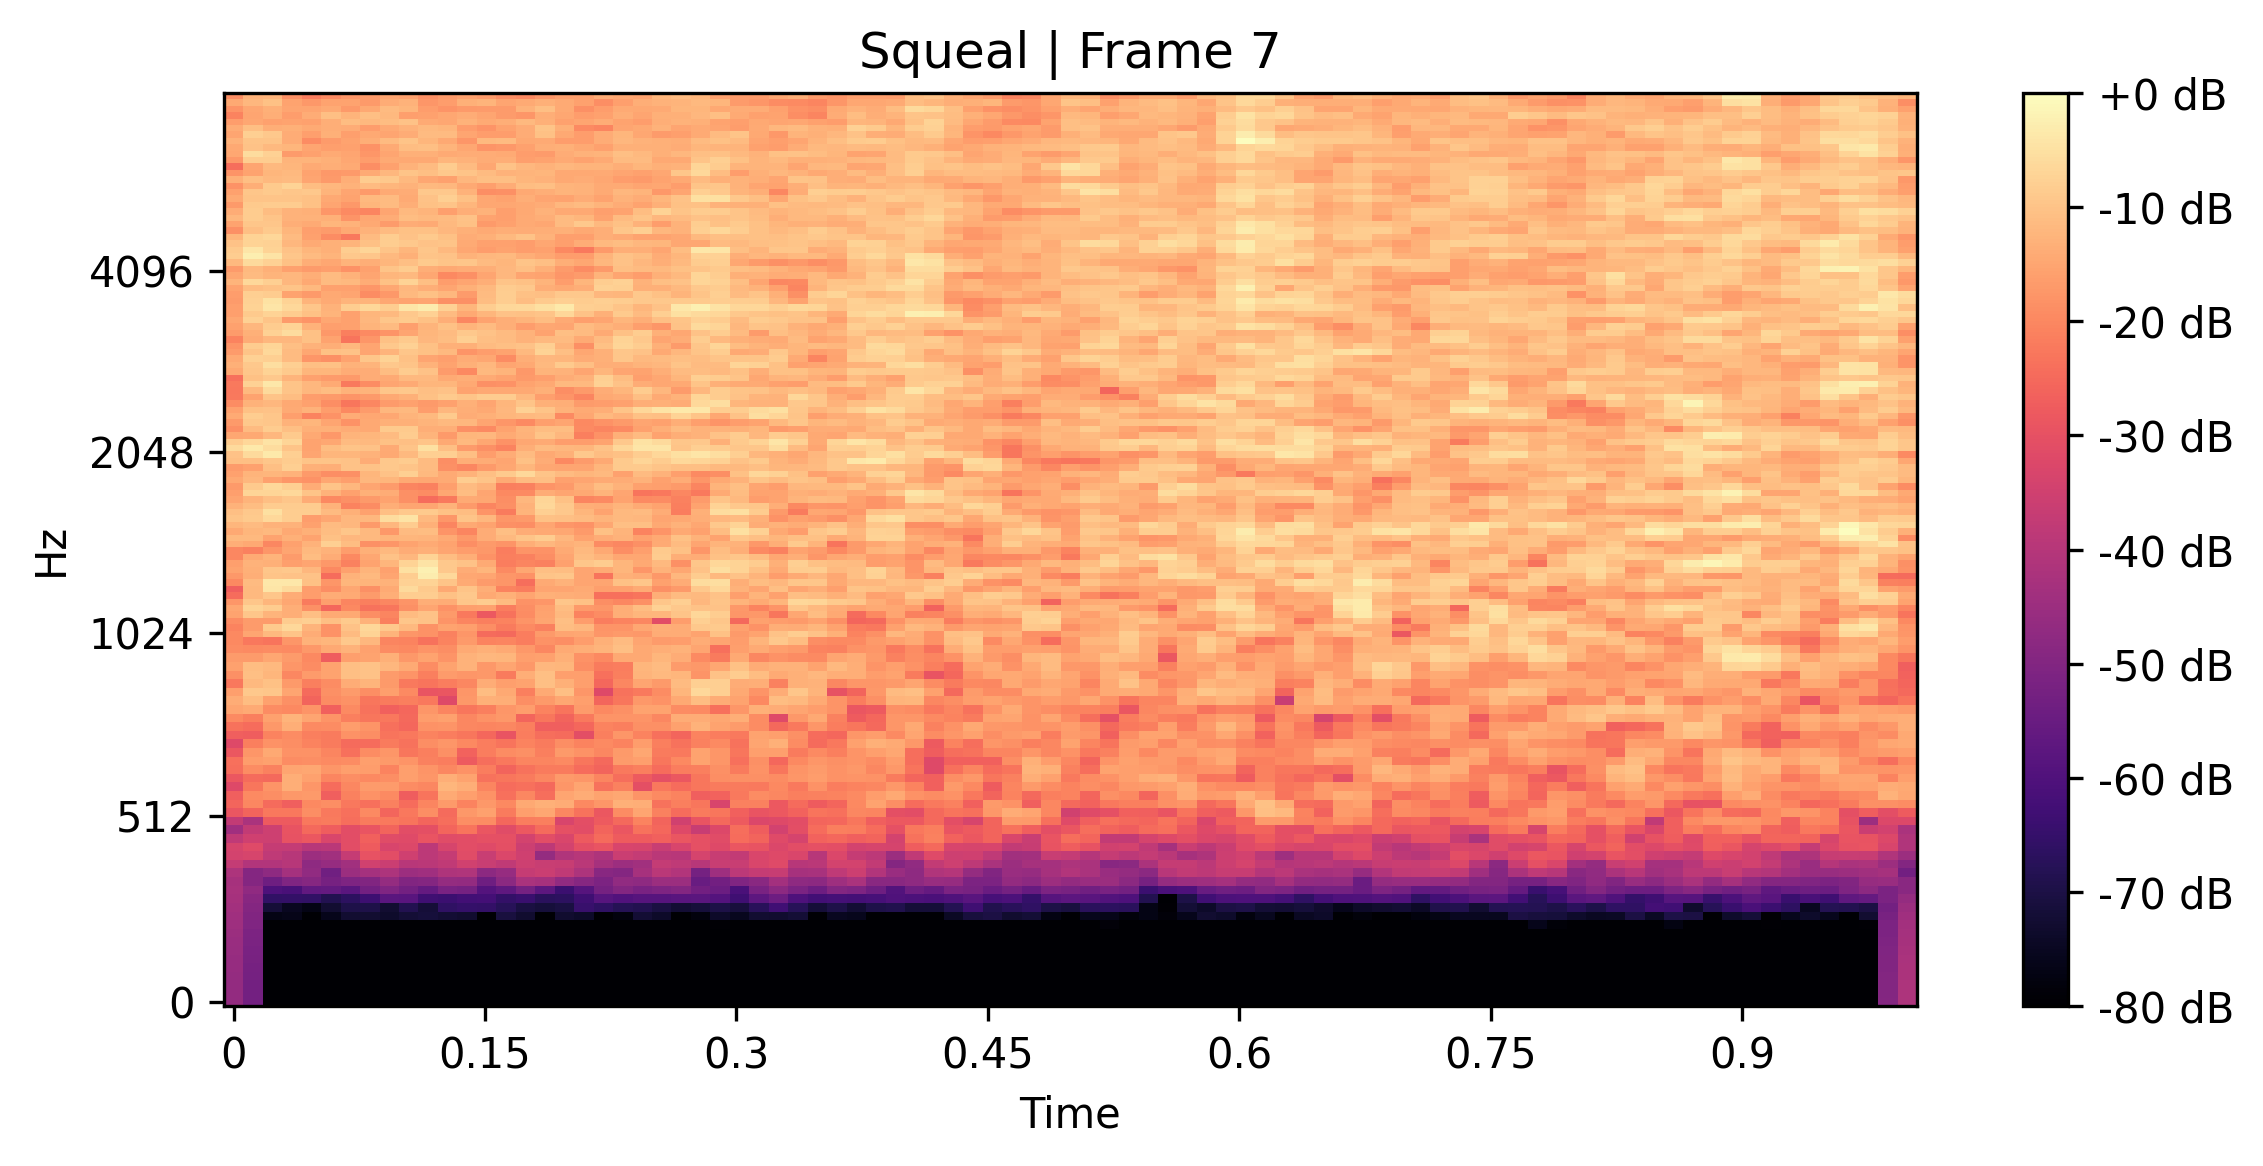 Squeal | Frame 7
+0 dB
-10 dB
-20 dB
-30 dB
-40 dB
-50 dB
-60 dB
-70 dB
-80 dB
Hz
4096
2048
1024
512
0
0 0.15 0.3 0.45 0.6 0.75 0.9
Time